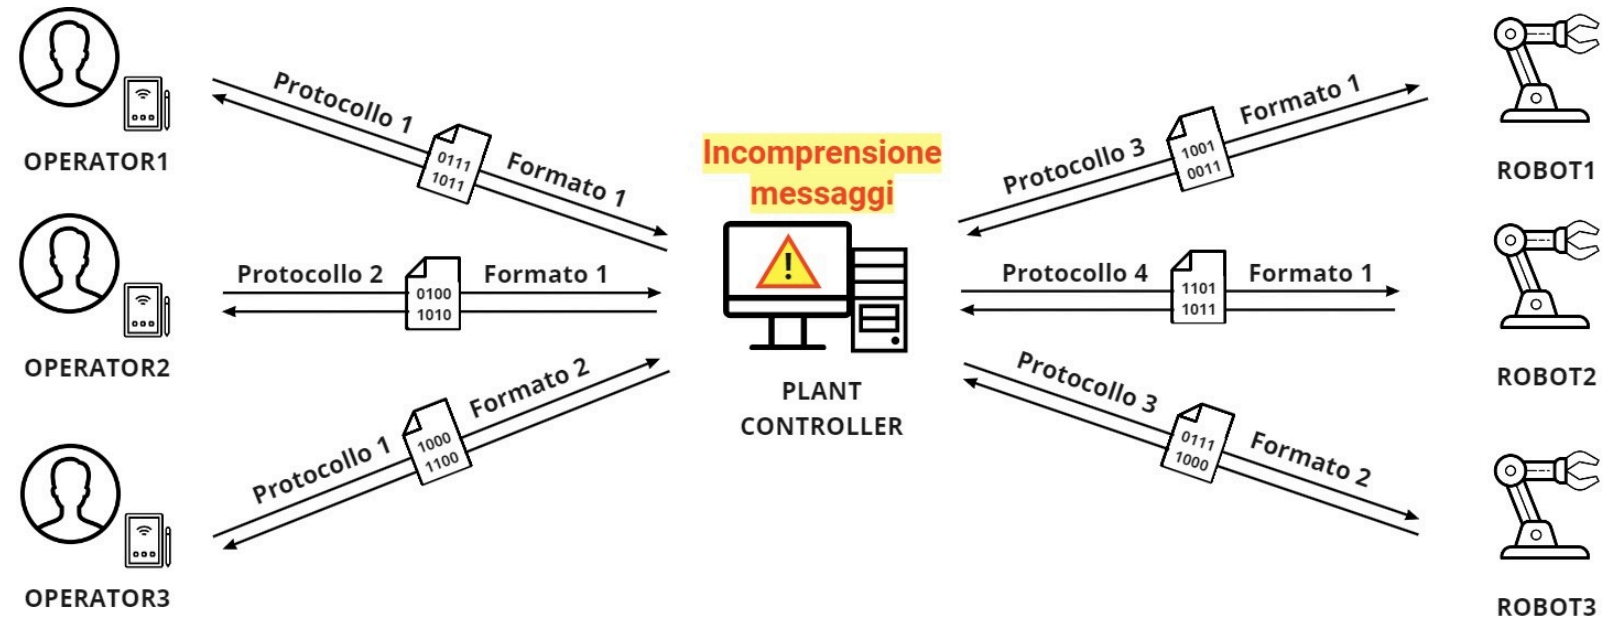 Protocollo 1
0111
1011
Formato 1
OPERATOR1
Protocollo 2
0100
1010
Formato 1
OPERATOR2
Protocollo 1
1000
1100
Formato 2
OPERATOR3
Incomprensione
messaggi
!
PLANT
CONTROLLER
Protocollo 3
1001
0011
Formato 1
ROBOT1
Protocollo 4
1101
1011
Formato 1
ROBOT2
Protocollo 3
0111
1000
Formato 2
ROBOT3